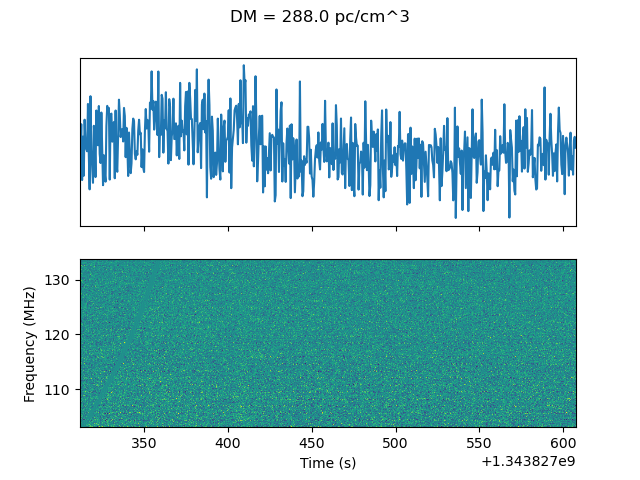 DM = 288.0 pc/cm^3
130
120
110
Frequency (MHz)
350 400 450 500 550 600
Time (s)
+1.343827e9